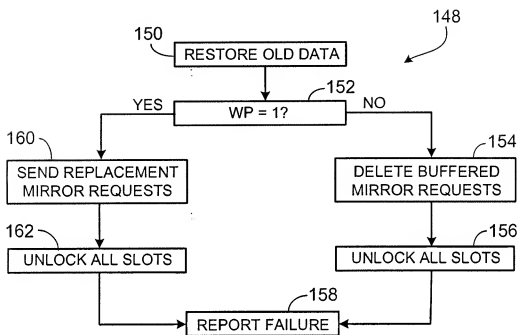 148
150
RESTORE OLD DATA
152
WP = 1?
YES
NO
160
SEND REPLACEMENT
MIRROR REQUESTS
154
DELETE BUFFERED
MIRROR REQUESTS
162
UNLOCK ALL SLOTS
156
UNLOCK ALL SLOTS
158
REPORT FAILURE